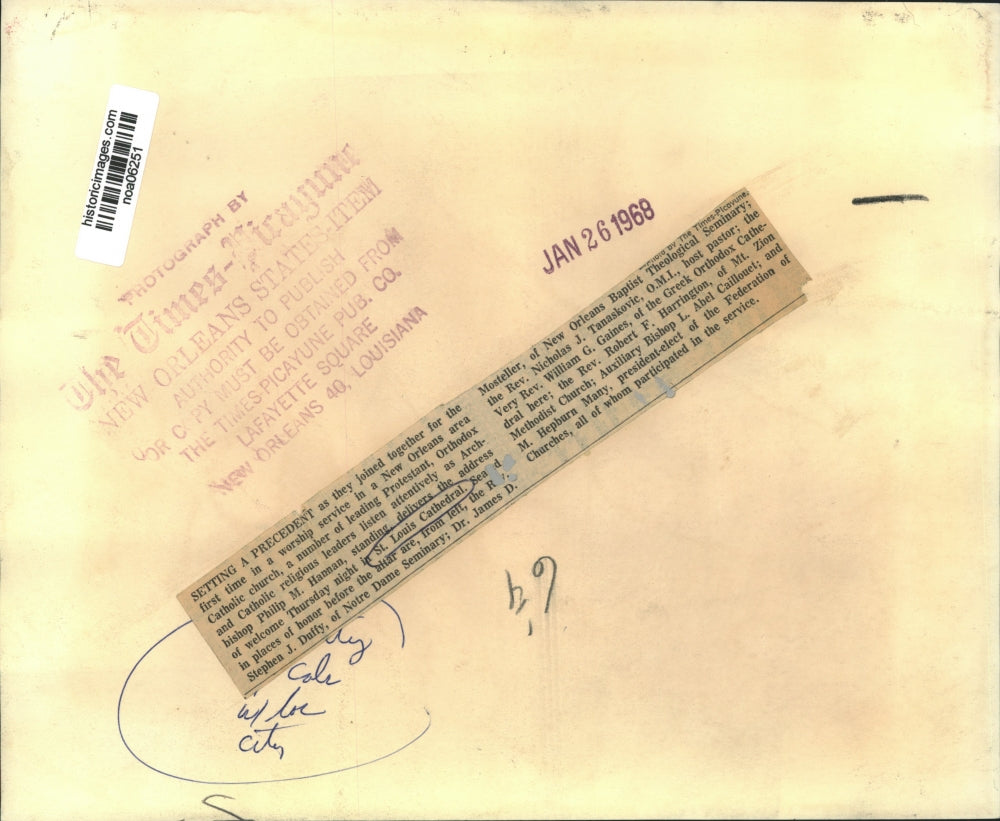 historicimages.com
noa06251
PHOTOGRAPH BY
The Times-Picayune
NEW ORLEANS STATES-ITEM
AUTHORITY TO PUBLISH
OR COPY MUST BE OBTAINED FROM
THE TIMES-PICAYUNE PUB. CO.
LAFAYETTE SQUARE
NEW ORLEANS 40, LOUISIANA
JAN 26 1968
SETTING A PRECEDENT as they joined together for the
first time in a worship service in a New Orleans area
Catholic church, a number of leading Protestant, Orthodox
and Catholic religious leaders listen attentively as Arch-
bishop Philip M. Hannan, standing, delivers the address
of welcome Thursday night in St. Louis Cathedral. Seated
in places of honor before the altar are, from left, the Rev.
Stephen J. Duffy, of Notre Dame Seminary; Dr. James D.
by The Times-Picayune.
Mosteller, of New Orleans Baptist Theological Seminary;
the Rev. Nicholas J. Tanaskovic, O.M.I., host pastor; the
Very Rev. William G. Gaines, of the Greek Orthodox Cathe-
dral here; the Rev. Robert F. Harrington, of Mt. Zion
Methodist Church; Auxiliary Bishop L. Abel Caillouet; and
M. Hepburn Many, president-elect of the Federation of
Churches, all of whom participated in the service.
w/ loc
city